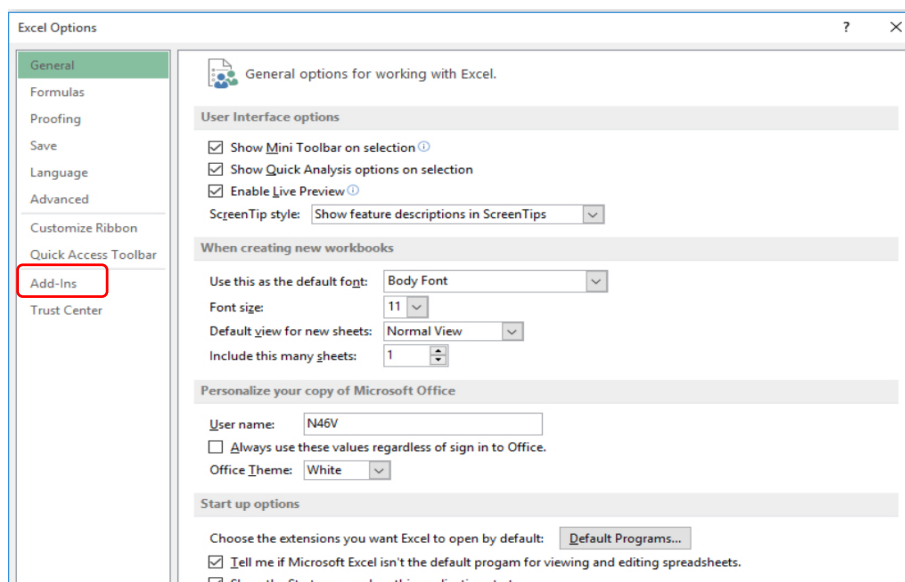 Excel Options
?
General
Formulas
Proofing
Save
Language
Advanced
Customize Ribbon
Quick Access Toolbar
Add-Ins
Trust Center
General options for working with Excel.
User Interface options
Show Mini Toolbar on selection
Show Quick Analysis options on selection
Enable Live Preview
ScreenTip style: Show feature descriptions in ScreenTips
When creating new workbooks
Use this as the default font: Body Font
Font size: 11
Default view for new sheets: Normal View
Include this many sheets: 1
Personalize your copy of Microsoft Office
User name: N46V
Always use these values regardless of sign in to Office.
Office Theme: White
Start up options
Choose the extensions you want Excel to open by default: Default Programs...
Tell me if Microsoft Excel isn't the default progam for viewing and editing spreadsheets.